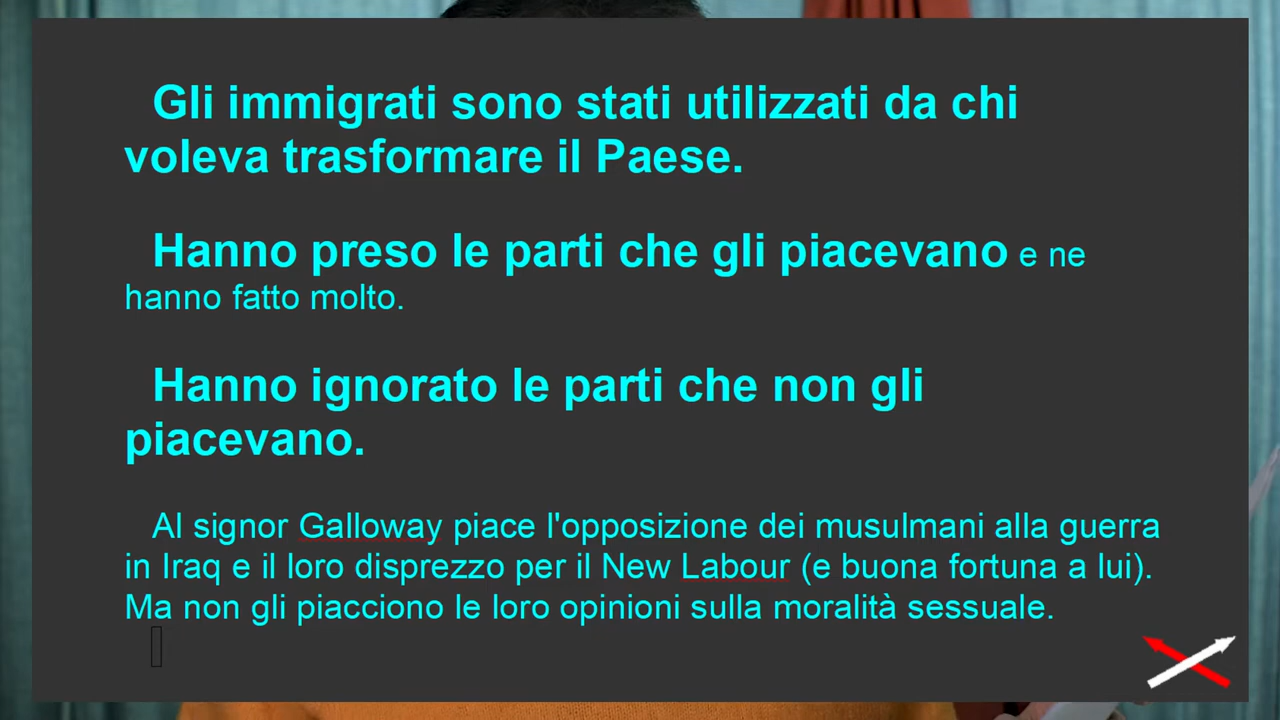 Gli immigrati sono stati utilizzati da chi
voleva trasformare il Paese.
Hanno preso le parti che gli piacevano e ne
hanno fatto molto.
Hanno ignorato le parti che non gli
piacevano.
Al signor Galloway piace l'opposizione dei musulmani alla guerra
in Iraq e il loro disprezzo per il New Labour (e buona fortuna a lui).
Ma non gli piacciono le loro opinioni sulla moralità sessuale.